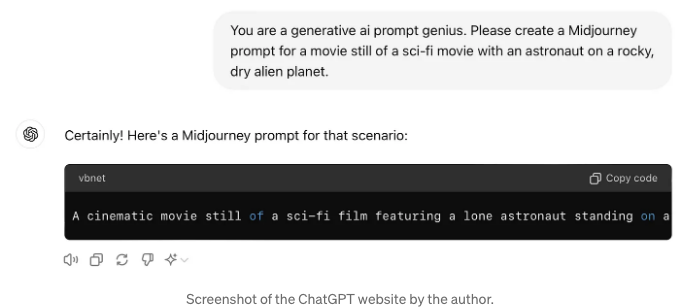 You are a generative ai prompt genius. Please create a Midjourney
prompt for a movie still of a sci-fi movie with an astronaut on a rocky,
dry alien planet.
Certainly! Here's a Midjourney prompt for that scenario:
vbnet
Copy code
A cinematic movie still of a sci-fi film featuring a lone astronaut standing on a
Screenshot of the ChatGPT website by the author.